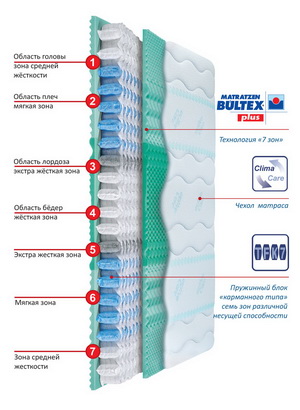 Область головы
зона средней
жёсткости
1
Область плеч
мягкая зона
2
Область лордоза
экстра жёсткая зона
3
Область бёдер
жёсткая зона
4
Экстра жесткая зона
5
Мягкая зона
6
Зона средней
жесткости
7
MATRATZEN
BULTEX
plus
Технология «7 зон»
Clima
Care
Чехол матраса
TFK7
Пружинный блок
«карманного типа»
семь зон различной
несущей способности